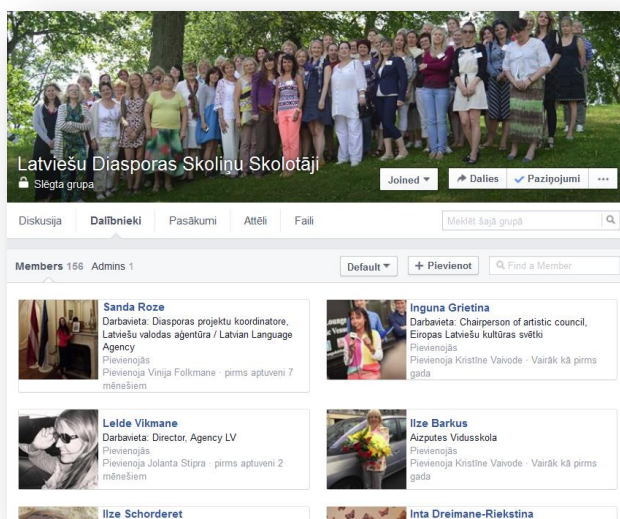 Latviešu Diasporas Skoliņu Skolotāji
Slēgta grupa
Joined
Dalies
Paziņojumi
Diskusija Dalībnieki Pasākumi Attēli Faili
Meklēt šajā grupā
Members 156 Admins 1
Default
+ Pievienot
Find a Member
Sanda Roze
Darbavieta: Diasporas projektu koordinatore,
Latviešu valodas aģentūra / Latvian Language
Agency
Pievienojās
Pievienoja Vinija Folkmane · pirms aptuveni 7
mēnešiem
Inguna Grietina
Darbavieta: Chairperson of artistic council,
Eiropas Latviešu kultūras svētki
Pievienojās
Pievienoja Kristīne Vaivode · Vairāk kā pirms
gada
Lelde Vikmane
Darbavieta: Director, Agency LV
Pievienojās
Pievienoja Jolanta Stipra · pirms aptuveni 2
mēnešiem
Ilze Barkus
Aizputes Vidusskola
Pievienojās
Pievienoja Kristīne Vaivode · Vairāk kā pirms
gada
Ilze Schorderet
Inta Dreimane-Riekstina